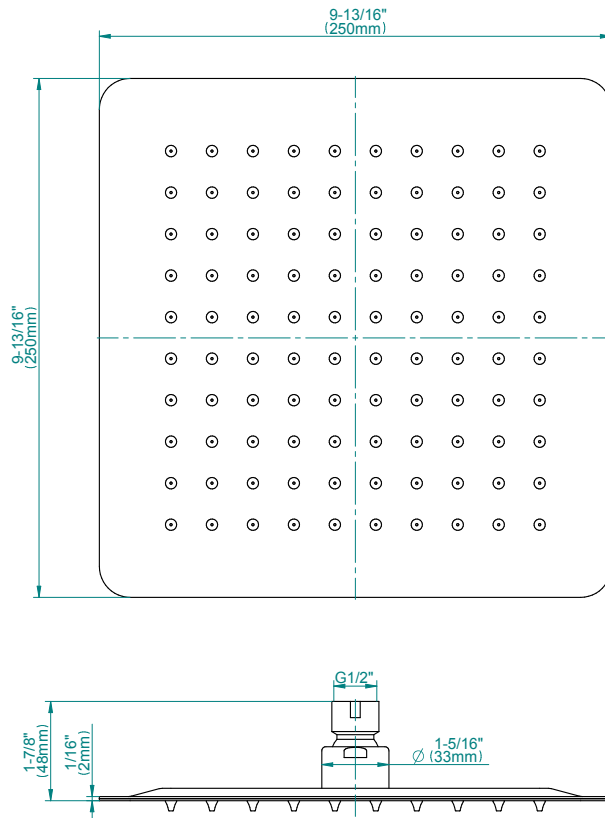 9-13/16"
(250mm)
9-13/16"
(250mm)
G1/2"
1-7/8"
(48mm)
1/16"
(2mm)
1-5/16"
∅ (33mm)